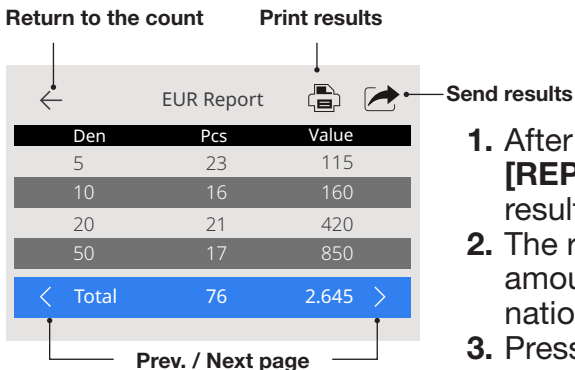 Return to the count Print results
EUR Report
Send results
Den Pcs Value
5 23 115
10 16 160
20 21 420
50 17 850
Total 76 2.645
Prev. / Next page
1. After
[REP
result
2. The r
amou
natio
3. Press